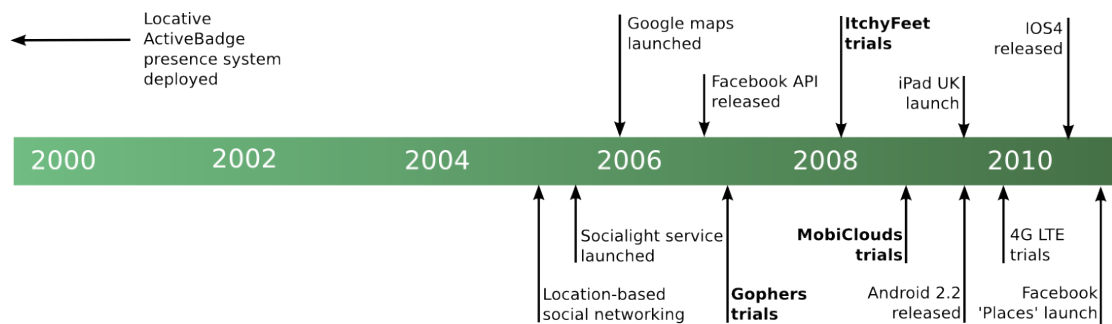 Locative
ActiveBadge
presence system
deployed
Google maps
launched
Facebook API
released
ItchyFeet
trials
iPad UK
launch
IOS4
released
2000
2002
2004
2006
2008
2010
Socialight service
launched
Location-based
social networking
Gophers
trials
MobiClouds
trials
Android 2.2
released
4G LTE
trials
Facebook
'Places' launch